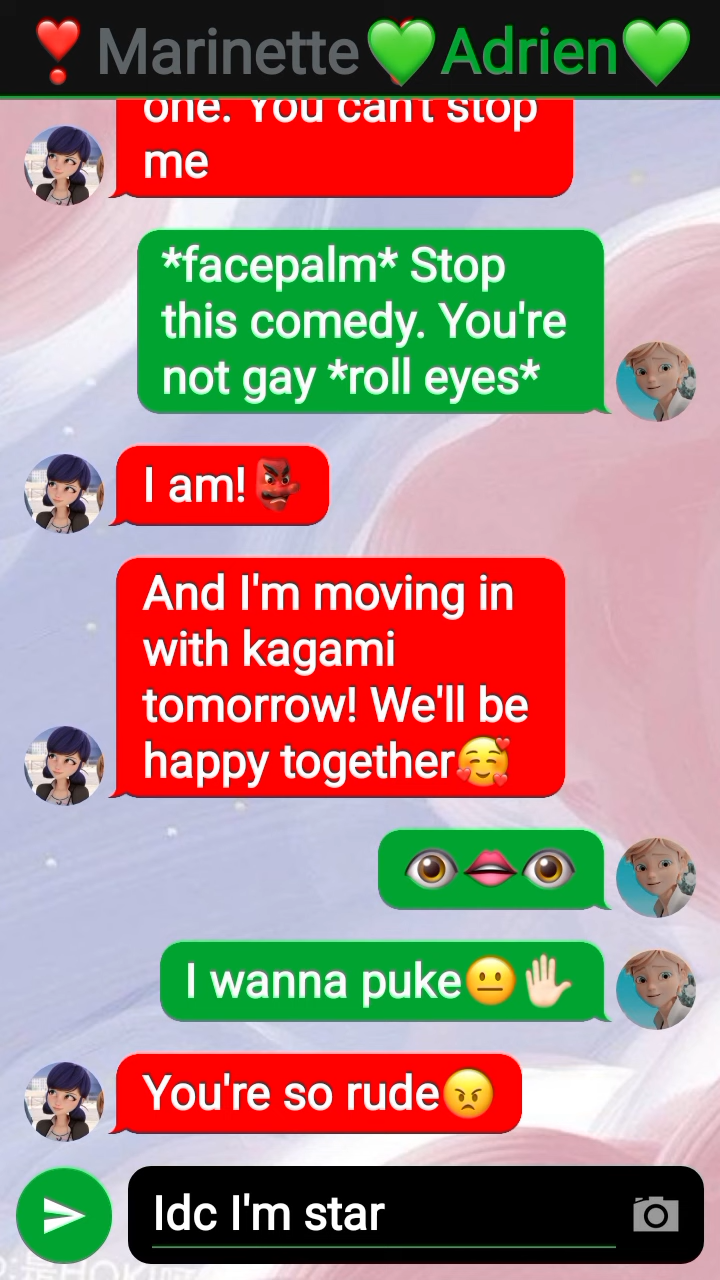 ❣️Marinette💚Adrien💚
one. You can't stop
me
*facepalm* Stop
this comedy. You're
not gay *roll eyes*
I am!👺
And I'm moving in
with kagami
tomorrow! We'll be
happy together🥰
👁️👄👁️
I wanna puke😐🤚🏻
You're so rude😠
Idc I'm star